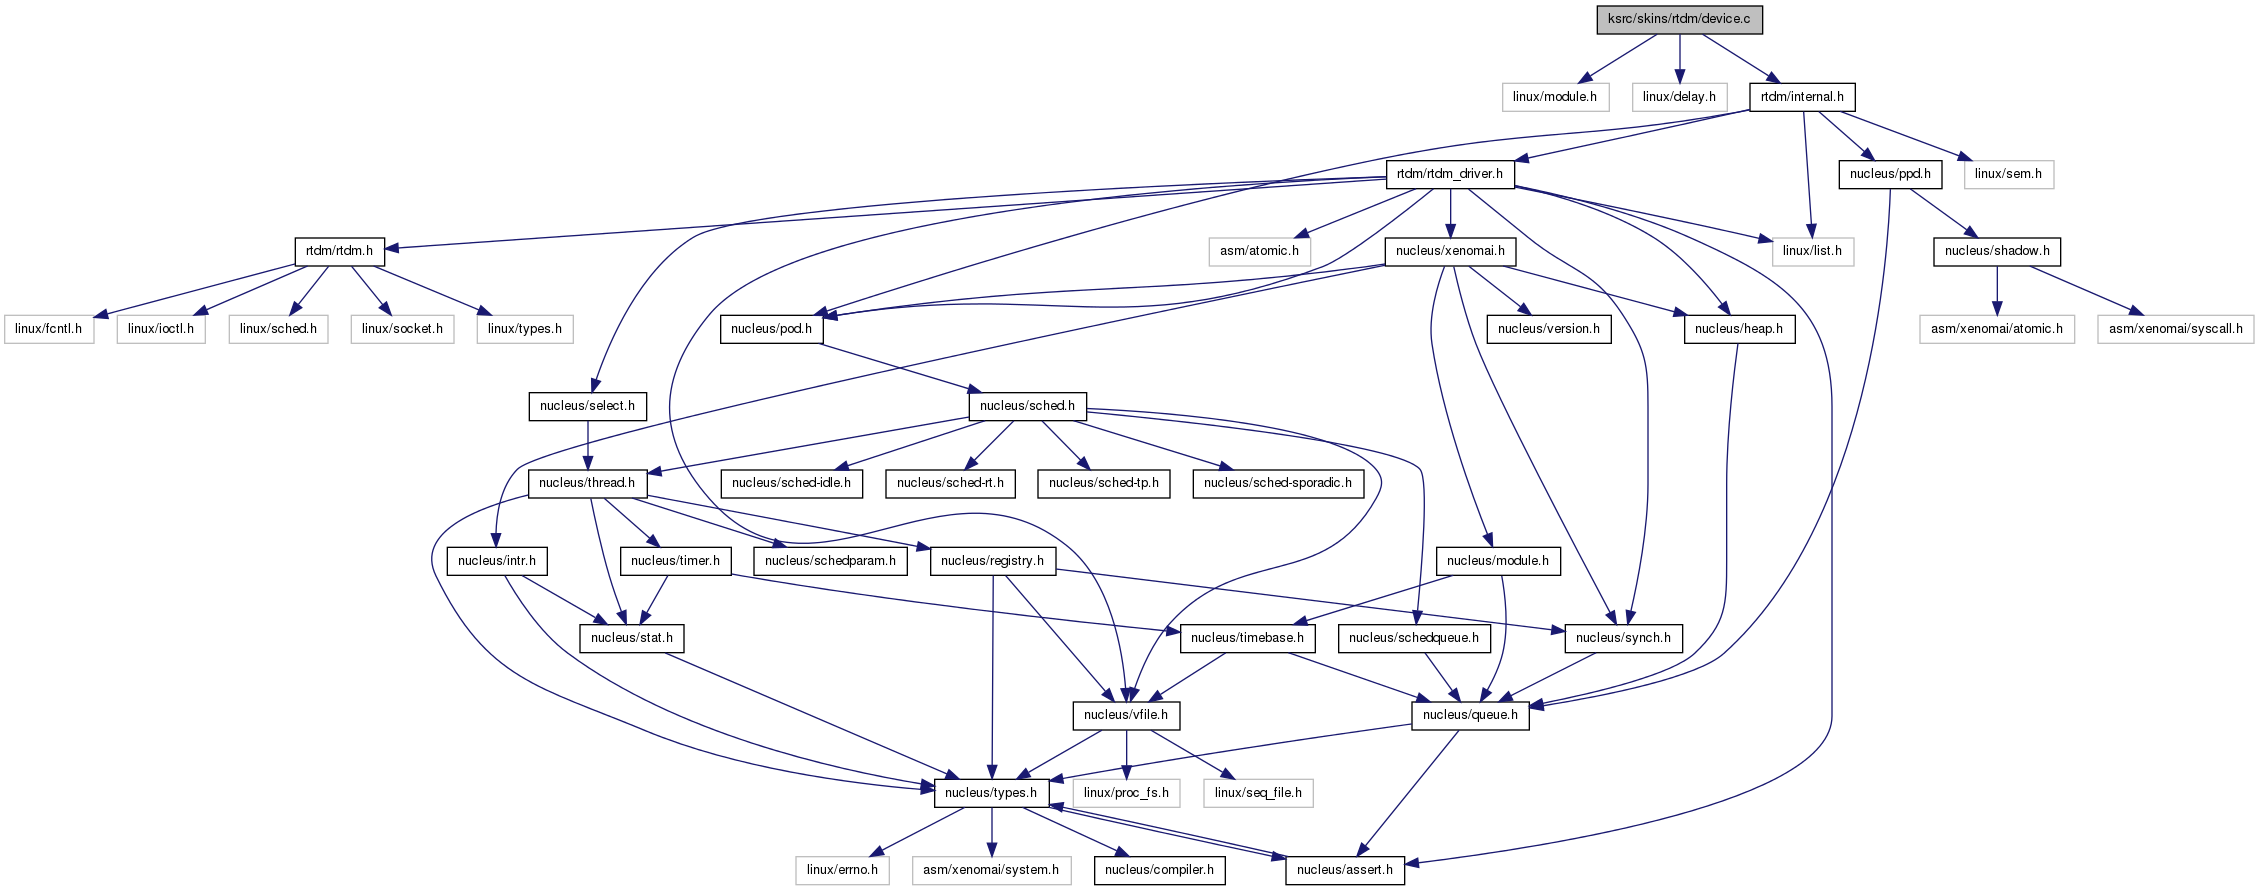 ksrc/skins/rtdm/device.c
linux/module.h
linux/delay.h
rtdm/internal.h
rtdm/rtdm_driver.h
nucleus/ppd.h
linux/sem.h
rtdm/rtdm.h
asm/atomic.h
nucleus/xenomai.h
linux/list.h
nucleus/shadow.h
linux/fcntl.h
linux/ioctl.h
linux/sched.h
linux/socket.h
linux/types.h
nucleus/pod.h
nucleus/version.h
nucleus/heap.h
asm/xenomai/atomic.h
asm/xenomai/syscall.h
nucleus/select.h
nucleus/sched.h
nucleus/thread.h
nucleus/sched-idle.h
nucleus/sched-rt.h
nucleus/sched-tp.h
nucleus/sched-sporadic.h
nucleus/intr.h
nucleus/timer.h
nucleus/schedparam.h
nucleus/registry.h
nucleus/module.h
nucleus/stat.h
nucleus/timebase.h
nucleus/schedqueue.h
nucleus/synch.h
nucleus/vfile.h
nucleus/queue.h
nucleus/types.h
linux/proc_fs.h
linux/seq_file.h
linux/errno.h
asm/xenomai/system.h
nucleus/compiler.h
nucleus/assert.h